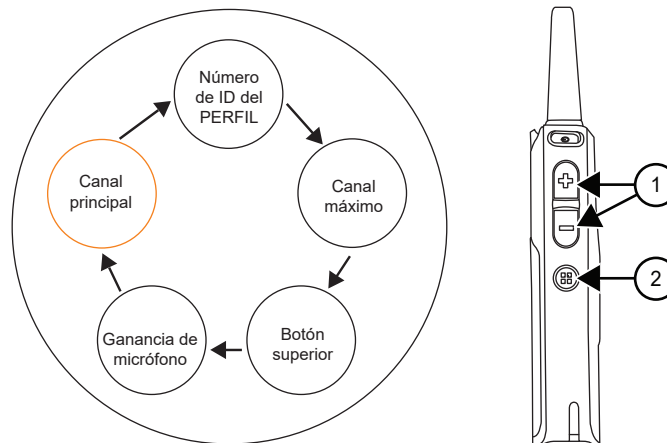 Número
de ID del
PERFIL
Canal
principal
Canal
máximo
Ganancia de
micrófono
Botón
superior
1
2